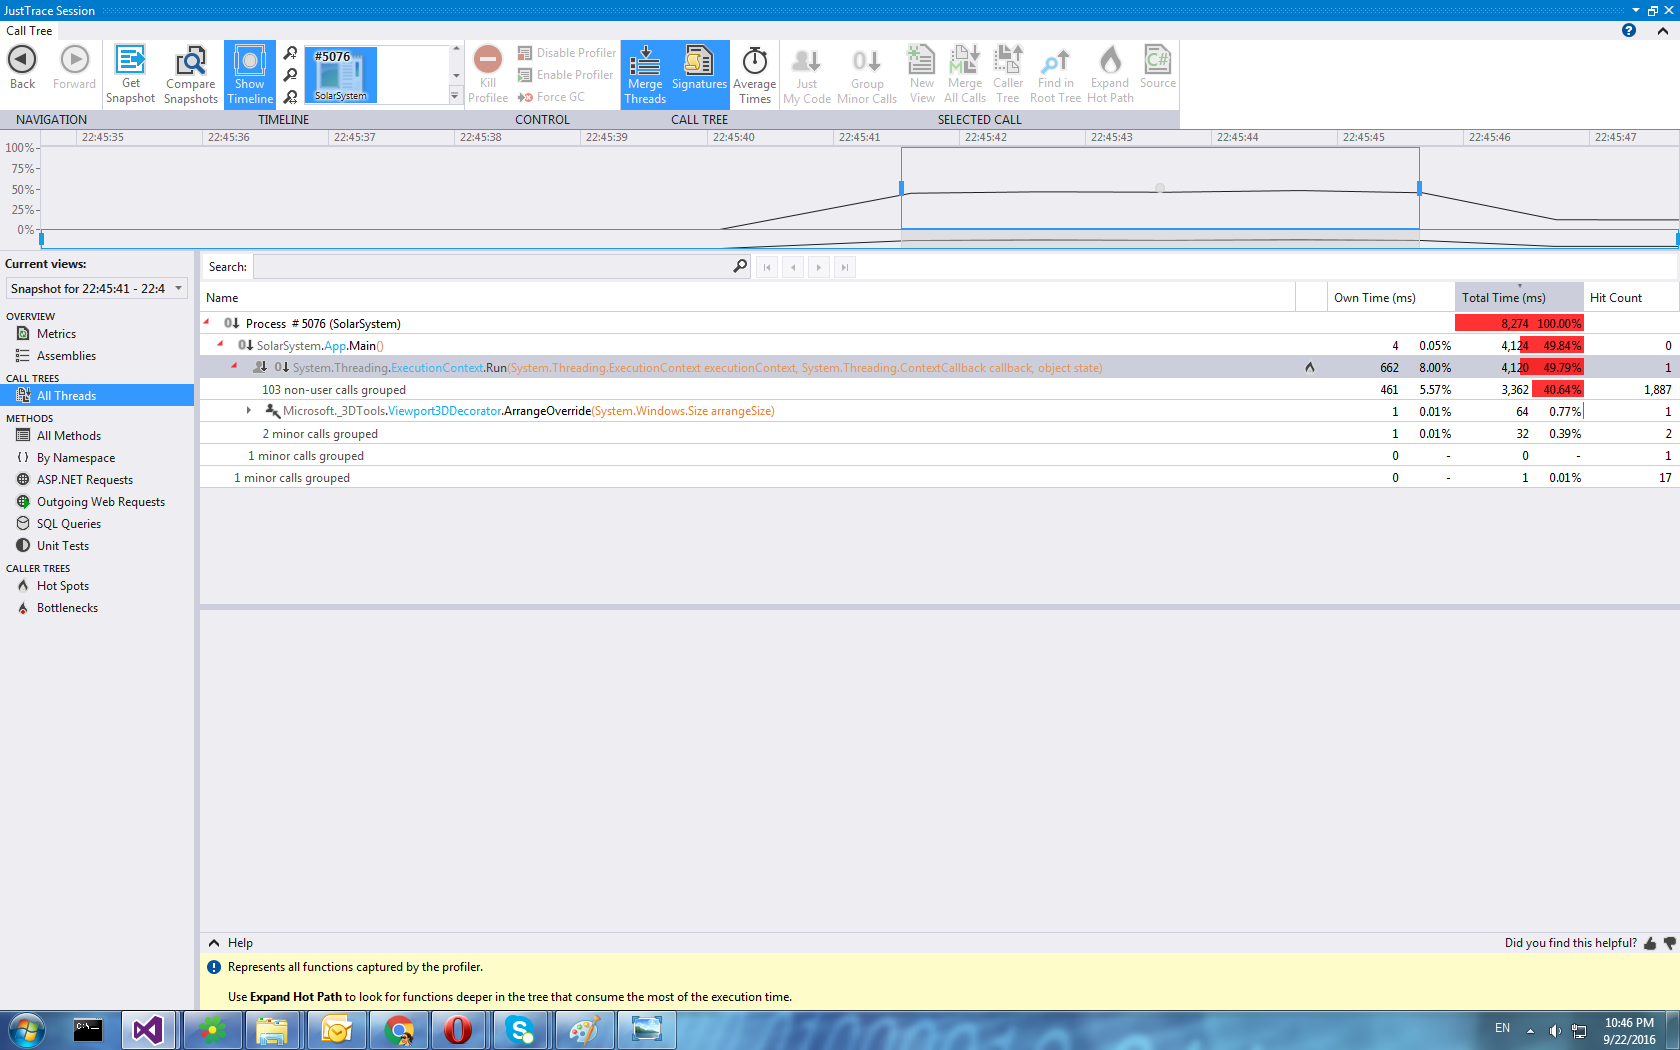 JustTrace Session
Call Tree
Back
Forward
Get Snapshot
Compare Snapshots
Show Timeline
#5076
SolarSystem
Kill Profilee
Disable Profiler
Enable Profiler
Force GC
Merge Threads
Signatures
Average Times
Just My Code
Group Minor Calls
New View
Merge All Calls
Caller Tree
Find in Root Tree
Expand Hot Path
C#
Source
NAVIGATION TIMELINE CONTROL CALL TREE SELECTED CALL
22:45:35 22:45:36 22:45:37 22:45:38 22:45:39 22:45:40 22:45:41 22:45:42 22:45:43 22:45:44 22:45:45 22:45:46 22:45:47
100%
75%
50%
25%
0%
Current views:
Snapshot for 22:45:41 - 22:4
OVERVIEW
Metrics
Assemblies
CALL TREES
All Threads
METHODS
All Methods
By Namespace
ASP.NET Requests
Outgoing Web Requests
SQL Queries
Unit Tests
CALLER TREES
Hot Spots
Bottlenecks
Search:
Name Own Time (ms) Total Time (ms) Hit Count
Process # 5076 (SolarSystem) 8,274 100.00%
SolarSystem.App.Main() 4 0.05% 4,124 49.84% 0
System.Threading.ExecutionContext.Run(System.Threading.ExecutionContext executionContext, System.Threading.ContextCallback callback, object state) 662 8.00% 4,120 49.79% 1
103 non-user calls grouped 461 5.57% 3,362 40.64% 1,887
Microsoft._3DTools.Viewport3DDecorator.ArrangeOverride(System.Windows.Size arrangeSize) 1 0.01% 64 0.77% 1
2 minor calls grouped 1 0.01% 32 0.39% 2
1 minor calls grouped 0 - 0 - 1
1 minor calls grouped 0 - 1 0.01% 17
Help
Did you find this helpful?
Represents all functions captured by the profiler.
Use Expand Hot Path to look for functions deeper in the tree that consume the most of the execution time.
EN
10:46 PM
9/22/2016